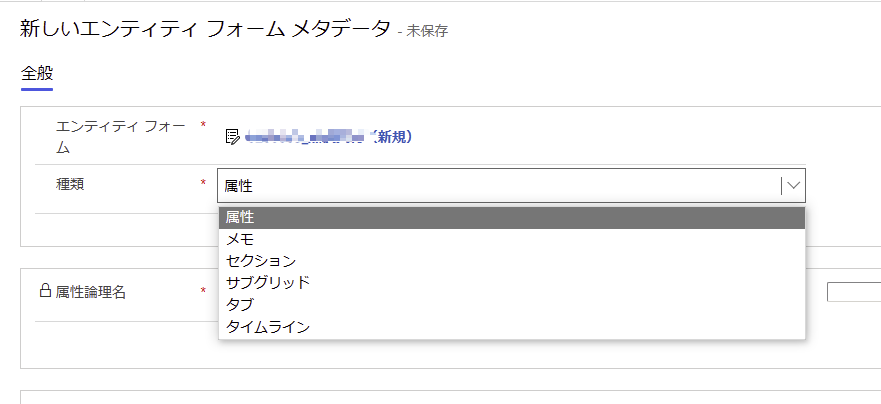 新しいエンティティ フォーム メタデータ - 未保存
全般
エンティティ フォー *
ム
(新規)
種類 * 属性
属性
メモ
セクション
サブグリッド
タブ
タイムライン
属性論理名 *